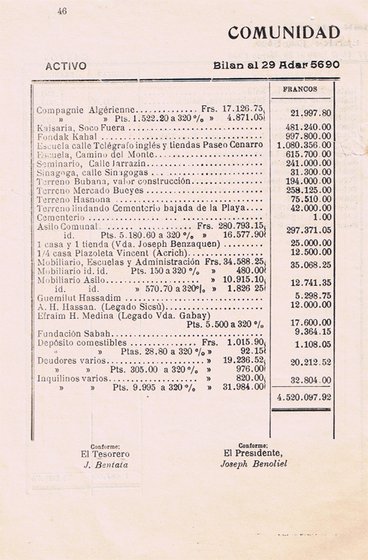 46
COMUNIDAD
ACTIVO Bilan al 29 Adar 5690
FRANCOS
Compagnie Algérienne............ Frs. 17.126.75
» » Pts. 1.522.20 a 320 % » 4.871.05 21.997.80
Kaisaria, Soco Fuera .......................... 481.240.00
Fondak Kahal ................................ 997.800.00
Escuela calle Telégrafo inglés y tiendas Paseo Cenarro 1.080.356.00
Escuela, Camino del Monte...................... 615.700.00
Seminario, Calle Tarrazin...................... 241.000.00
Sinagoga, calle Sinagogas...................... 194.000.00
Terreno Bubana, valor construcción.............. 31.300.00
Terreno Mercado Bueyes ....................... 258.125.00
Terreno Hasnona ............................. 75.510.00
Terreno lindando Cementerio bajada de la Playa.... 42.000.00
Cementerio .................................. 1.00
Asilo Comunal.................. Frs. 280.793.15
id. Pts. 5.180.60 a 320 % » 16.577.90 297.371.05
1 casa y 1 tienda (Vda. Joseph Benzaquen) ........ 25.000.00
1/4 casa Plazoleta Vincent (Acrich)............... 12.500.00
Mobiliario, Escuelas y Administración Frs. 34.588.25
Mobiliario id. id. Pts. 150 a 320 % » 480.00 35.068.25
Mobiliario Asilo.................. » 10.915.10
id. id. » 570,70 a 320% » 1.826 25 12.741.35
Guemilut Hassadim ........................... 5.298.75
A. H. Hassan. (Legado Sicsú).................... 12.000.00
Efraim H. Medina (Legado Vda. Gabay)
Pts. 5.500 a 320 % 17.600.00
Fundación Sabah.............................. 9.364.15
Depósito comestibles ............. Frs. 1.015.90
» » Ptas, 28.80 a 320 % » 92.15 1.108.05
Deudores varios.................. » 19.236.52
» » Pts. 305.00 a 320 % » 976.00 20.212.52
Inquilinos varios................. » 820.00
» » Pts. 9.995 a 320 % » 31.984.00 32.804.00
4.520.097.92
Conforme: Conforme:
El Tesorero El Presidente,
J. Bentata Joseph Benoliel